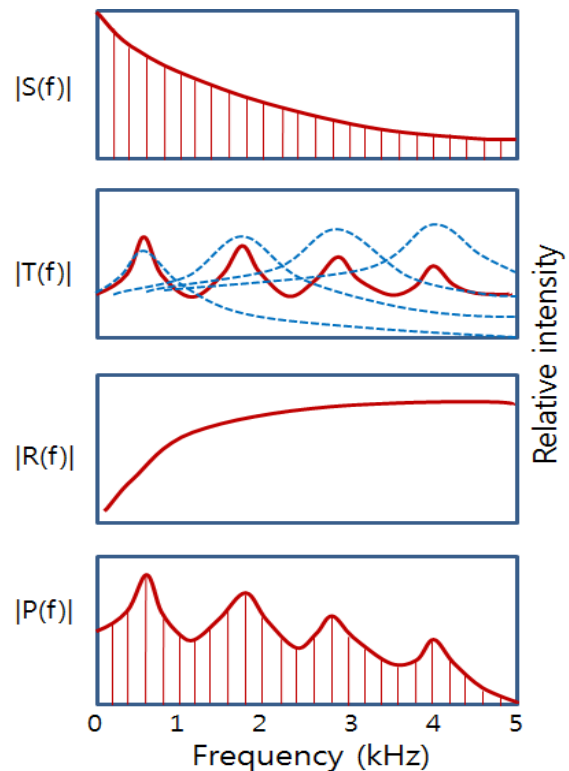 |S(f)|
|T(f)|
|R(f)|
|P(f)|
Relative intensity
0 1 2 3 4 5
Frequency (kHz)